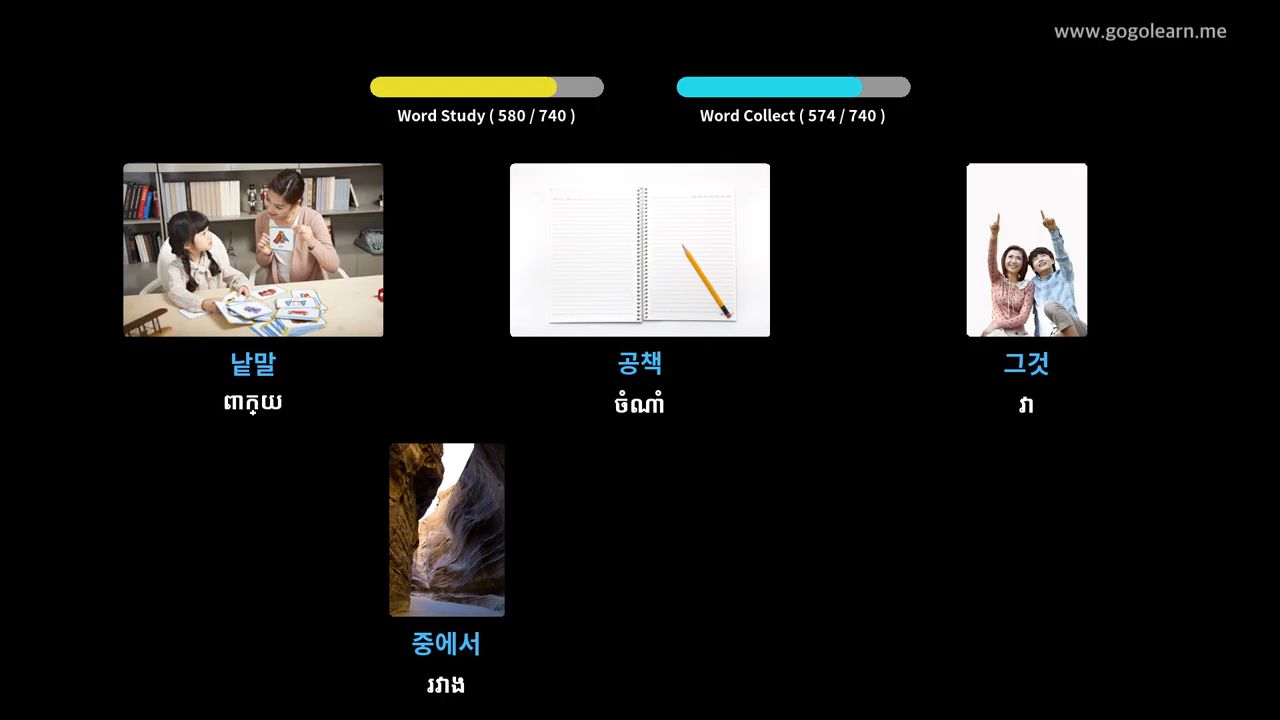 www.gogolearn.me
Word Study ( 580 / 740 )
Word Collect ( 574 / 740 )
낱말
ពាក្យ
공책
ចំណាំ
그것
វា
중에서
រវាង